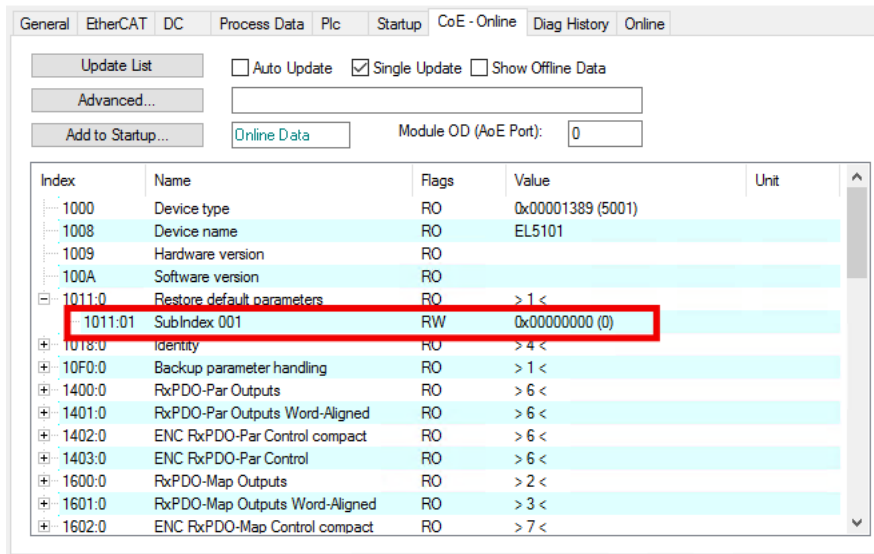 General EtherCAT DC Process Data Plc Startup CoE - Online Diag History Online
Update List Auto Update Single Update Show Offline Data
Advanced...
Add to Startup... Online Data Module OD (AoE Port): 0
Index Name Flags Value Unit
1000 Device type RO 0x00001389 (5001)
1008 Device name RO EL5101
1009 Hardware version RO
100A Software version RO
1011:0 Restore default parameters RO > 1 <
1011:01 SubIndex 001 RW 0x00000000 (0)
1018:0 Identity RO > 4 <
10F0:0 Backup parameter handling RO > 1 <
1400:0 RxPDO-Par Outputs RO > 6 <
1401:0 RxPDO-Par Outputs Word-Aligned RO > 6 <
1402:0 ENC RxPDO-Par Control compact RO > 6 <
1403:0 ENC RxPDO-Par Control RO > 6 <
1600:0 RxPDO-Map Outputs RO > 2 <
1601:0 RxPDO-Map Outputs Word-Aligned RO > 3 <
1602:0 ENC RxPDO-Map Control compact RO > 7 <